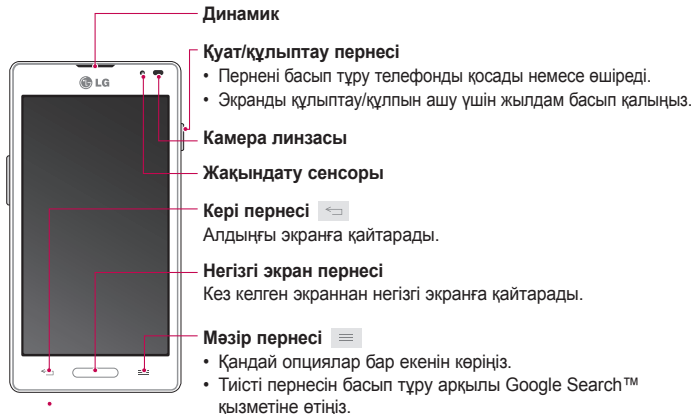 Динамик
Қуат/құлыптау пернесі
• Пернені басып тұру телефонды қосады немесе өшіреді.
• Экранды құлыптау/құлпын ашу үшін жылдам басып қалыңыз.
LG
Камера линзасы
Жақындату сенсоры
Кері пернесі
Алдыңғы экранға қайтарады.
Негізгі экран пернесі
Кез келген экраннан негізгі экранға қайтарады.
Мәзір пернесі
• Қандай опциялар бар екенін көріңіз.
• Тиісті пернесін басып тұру арқылы Google Search™
қызметіне өтіңіз.